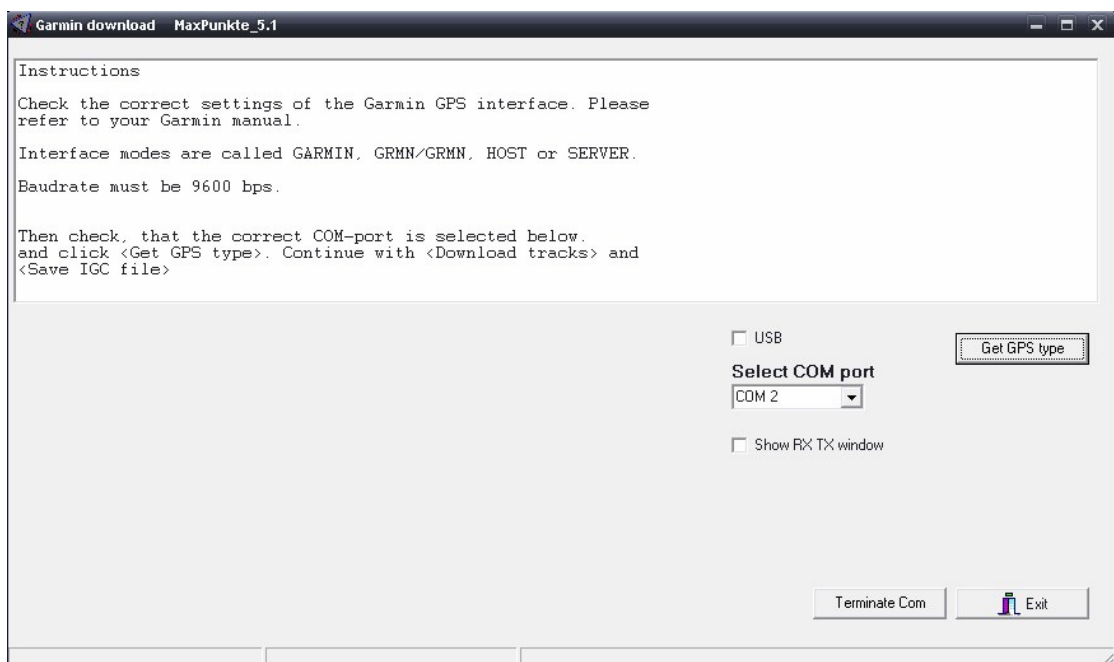 Garmin download MaxPunkte_5.1
Instructions
Check the correct settings of the Garmin GPS interface. Please
refer to your Garmin manual.
Interface modes are called GARMIN, GRMN/GRMN, HOST or SERVER.
Baudrate must be 9600 bps.
Then check, that the correct COM-port is selected below.
and click <Get GPS type>. Continue with <Download tracks> and
<Save IGC file>
USB
Get GPS type
Select COM port
COM 2
Show RX TX window
Terminate Com
Exit